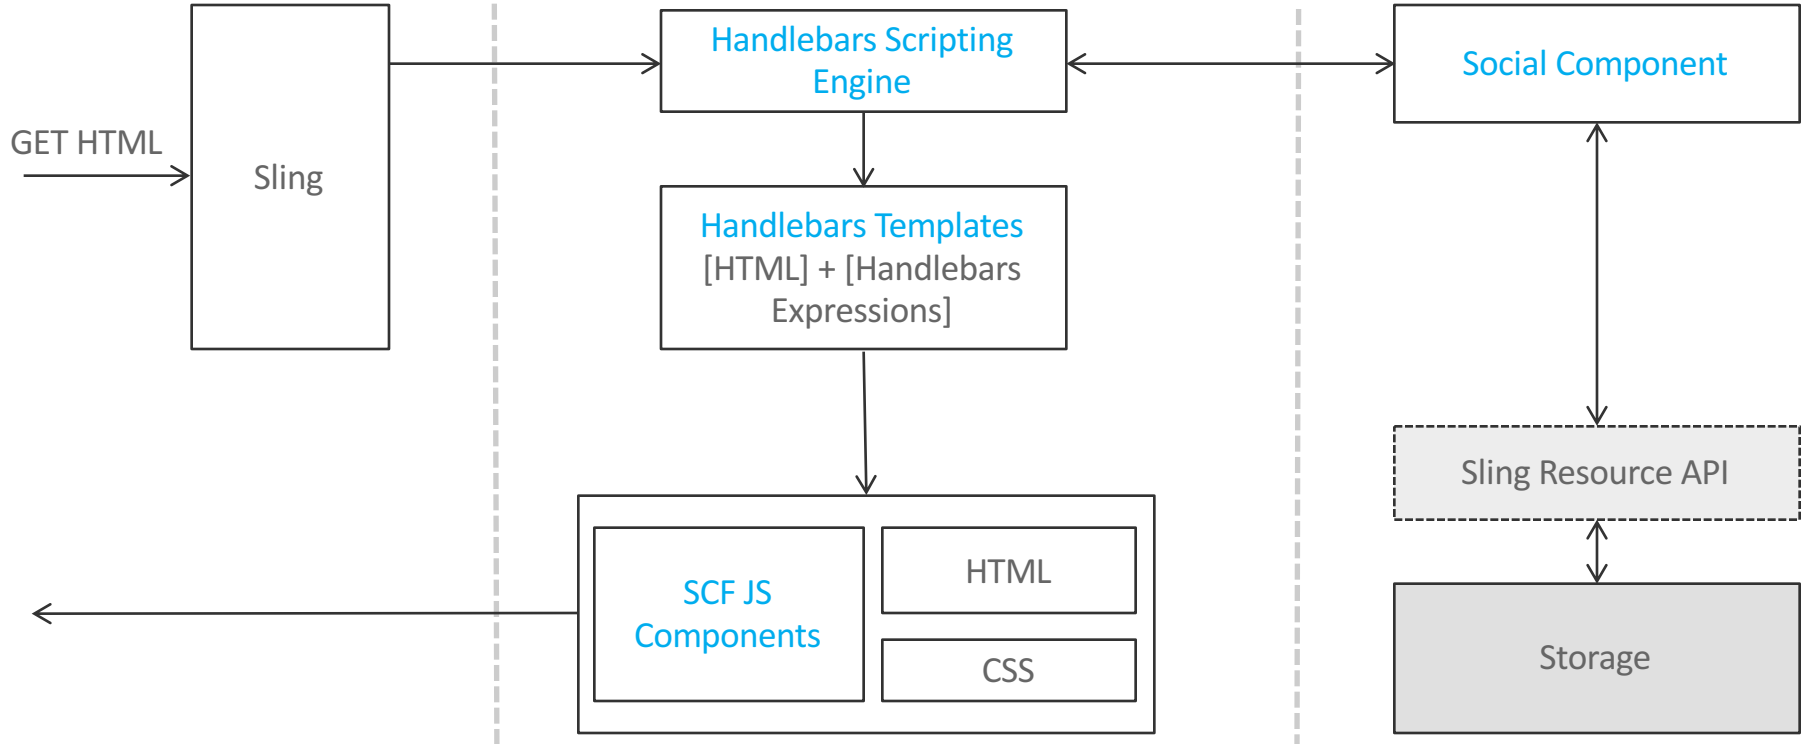 GET HTML
Sling
Handlebars Scripting
Engine
Handlebars Templates
[HTML] + [Handlebars
Expressions]
SCF JS
Components
HTML
CSS
Social Component
Sling Resource API
Storage